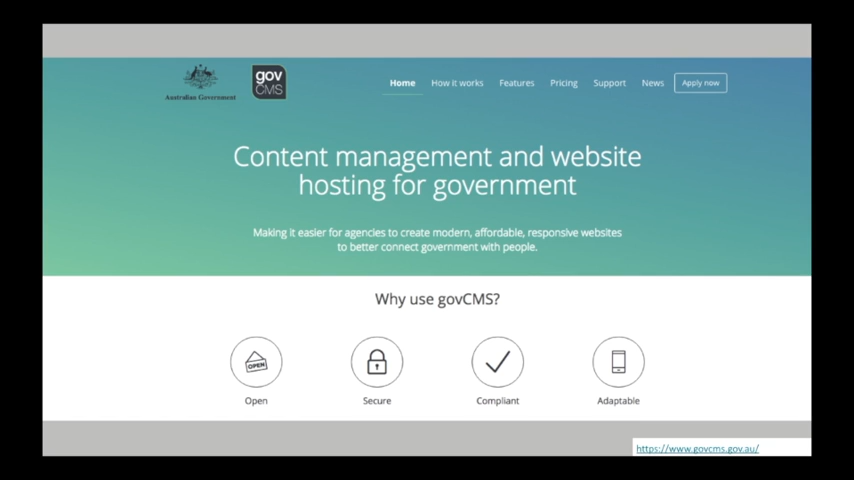 Australian Government
gov
CMS
Home How it works Features Pricing Support News Apply now
Content management and website
hosting for government
Making it easier for agencies to create modern, affordable, responsive websites
to better connect government with people.
Why use govCMS?
OPEN
Open Secure Compliant Adaptable
https://www.govcms.gov.au/